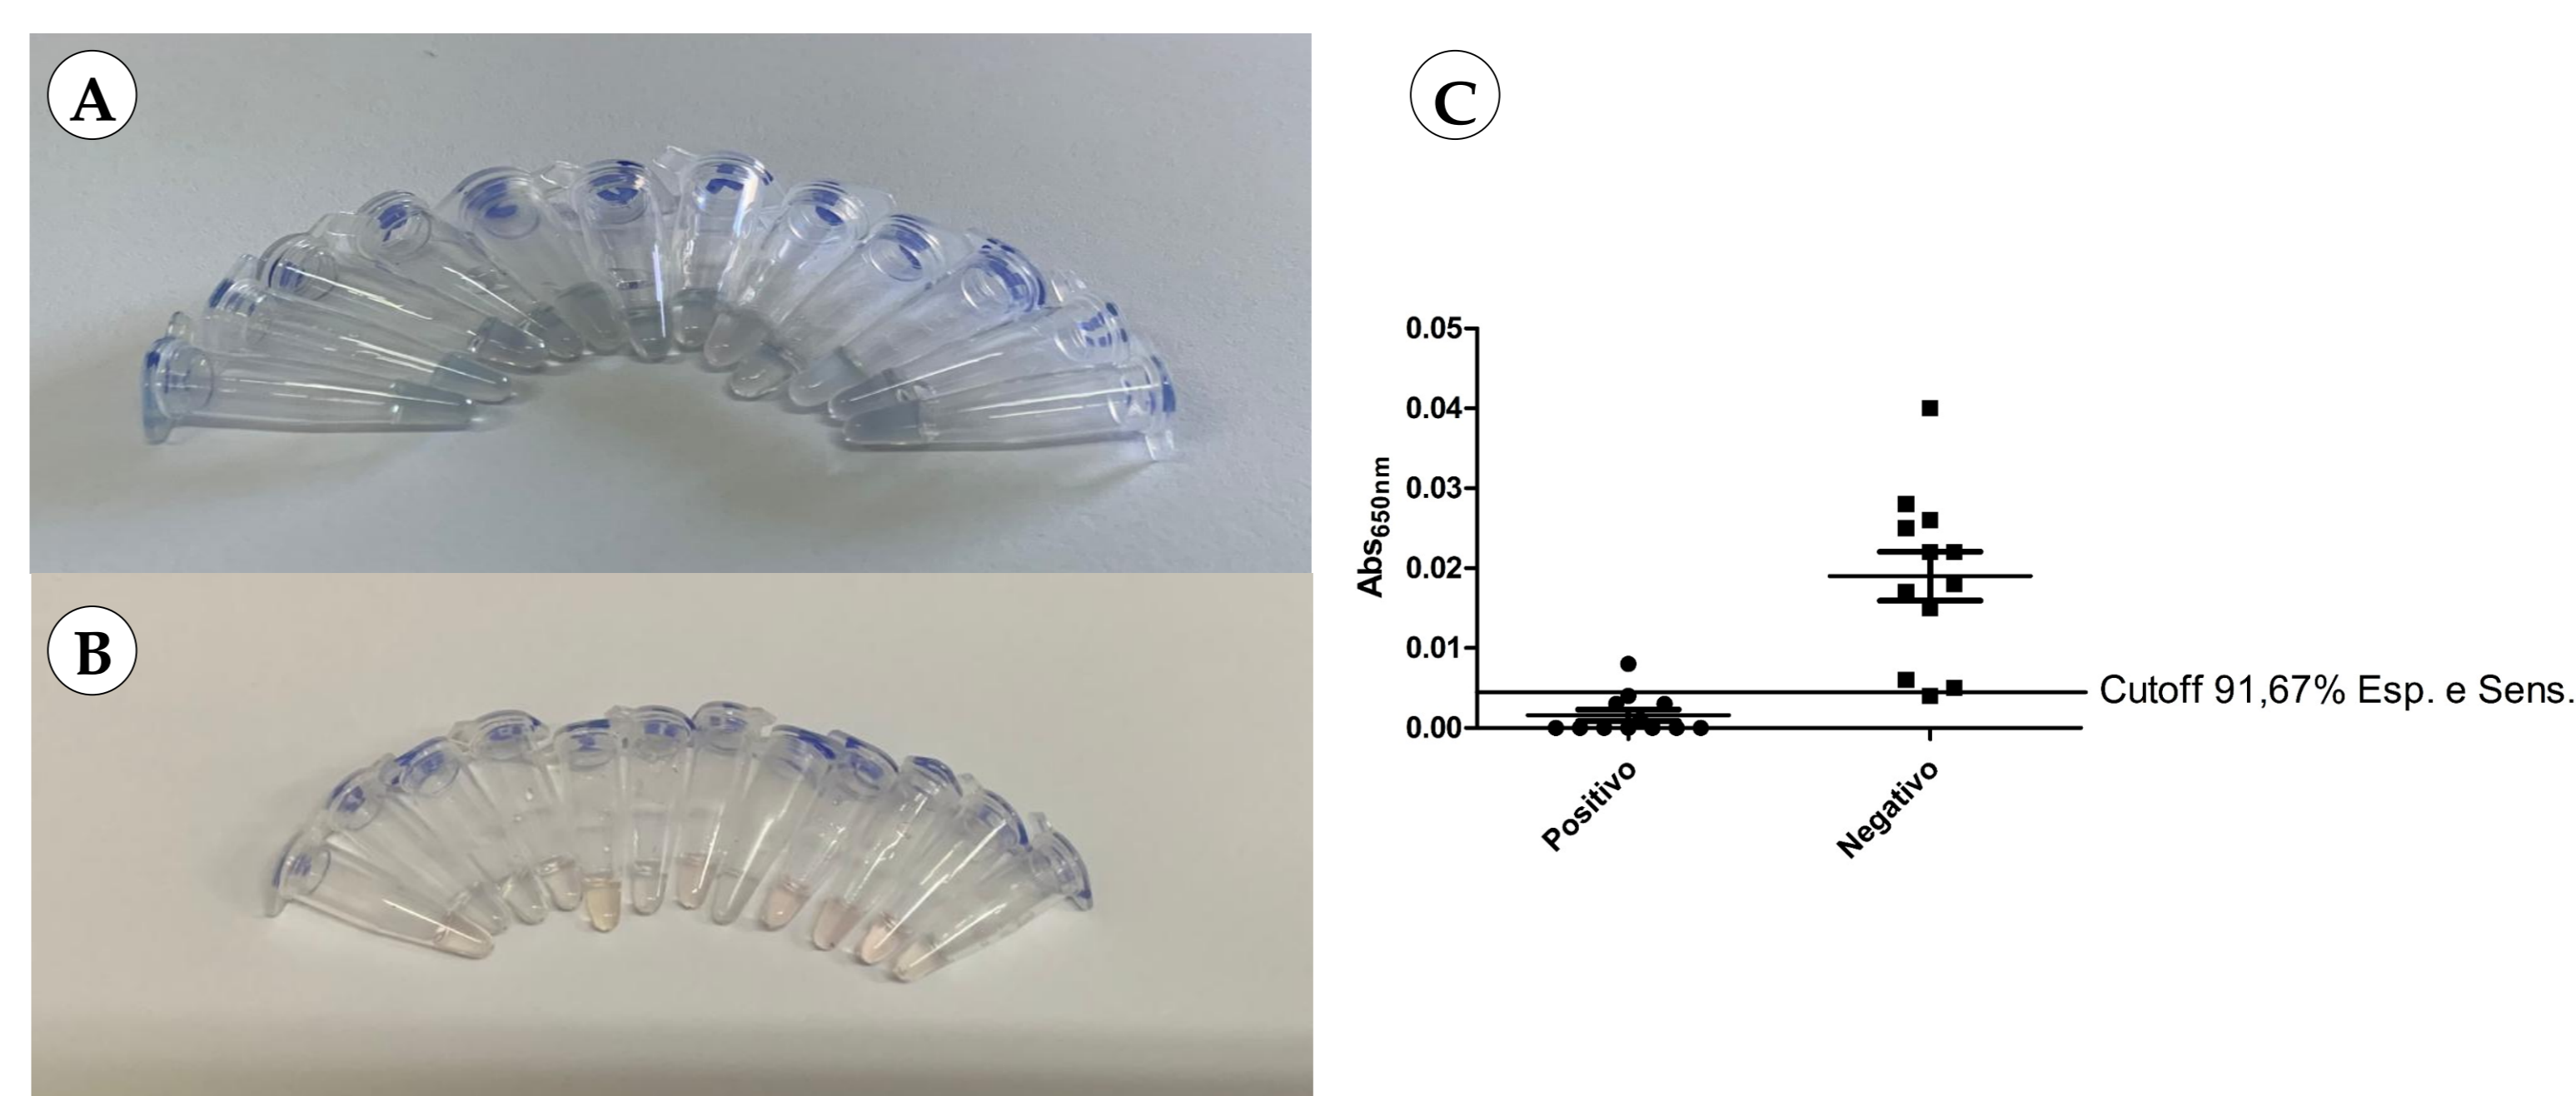 A
B
C
0.05
0.04
0.03
0.02
0.01
0.00
Abs650nm
Positivo
Negativo
Cutoff 91,67% Esp. e Sens.